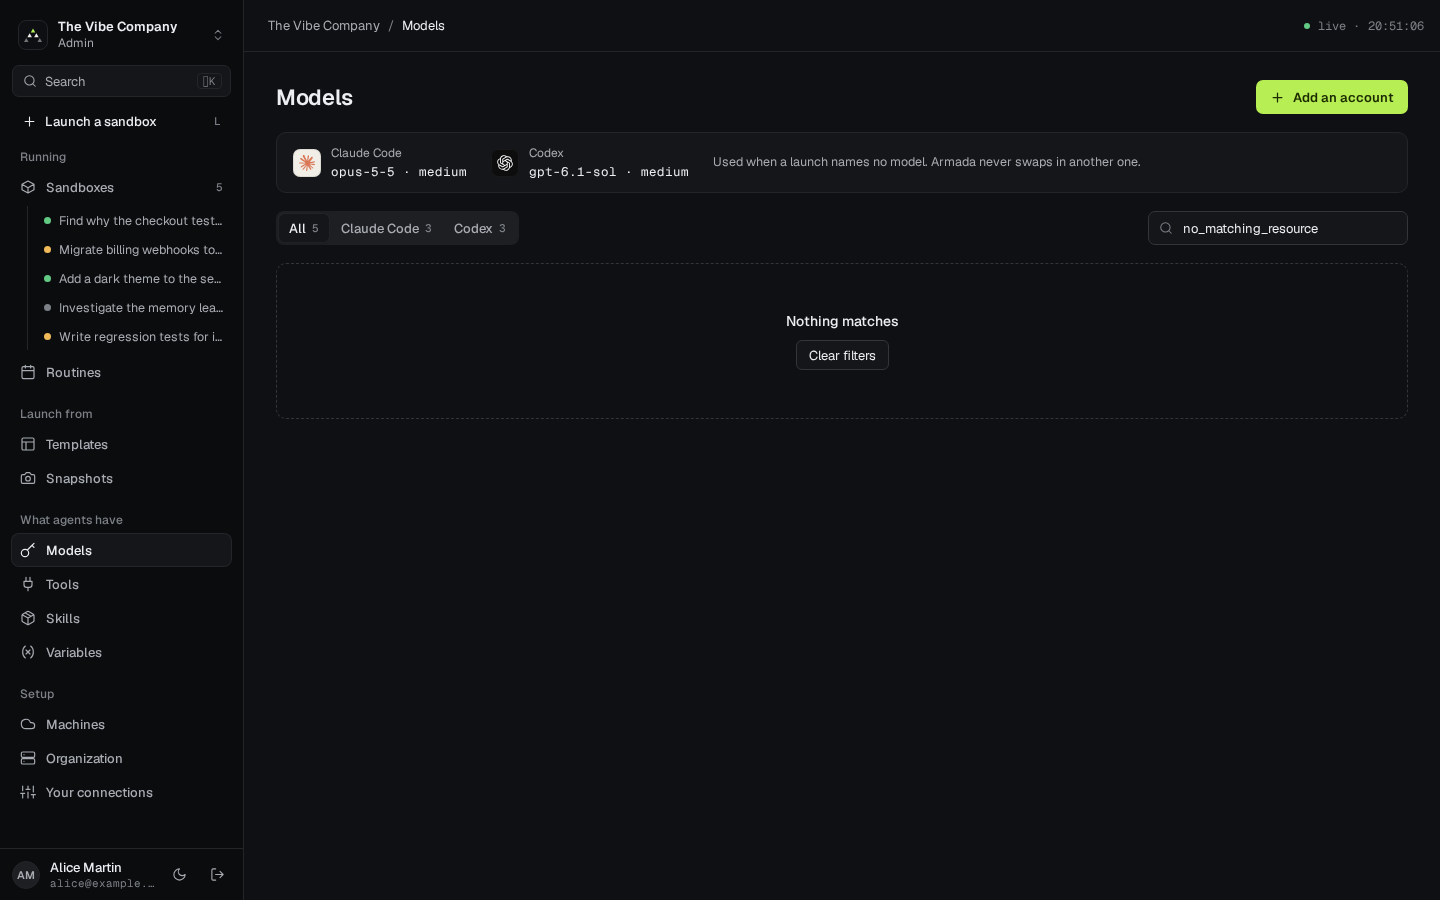 The Vibe Company
Admin
Search
K
Launch a sandbox
L
Running
Sandboxes
5
Find why the checkout test…
Migrate billing webhooks to…
Add a dark theme to the se…
Investigate the memory lea…
Write regression tests for i…
Routines
Launch from
Templates
Snapshots
What agents have
Models
Tools
Skills
Variables
Setup
Machines
Organization
Your connections
AM
Alice Martin
alice@example.…
The Vibe Company / Models
live · 20:51:06
Models
Add an account
Claude Code
opus-5-5 · medium
Codex
gpt-6.1-sol · medium
Used when a launch names no model. Armada never swaps in another one.
All 5
Claude Code 3
Codex 3
no_matching_resource
Nothing matches
Clear filters